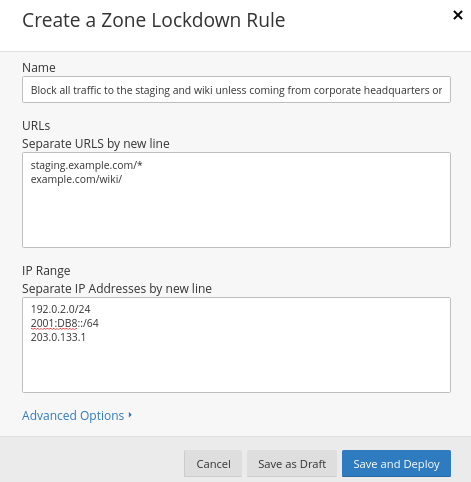 Create a Zone Lockdown Rule
Name
Block all traffic to the staging and wiki unless coming from corporate headquarters or
URLs
Separate URLS by new line
staging.example.com/*
example.com/wiki/
IP Range
Separate IP Addresses by new line
192.0.2.0/24
2001:DB8::/64
203.0.133.1
Advanced Options
Cancel
Save as Draft
Save and Deploy